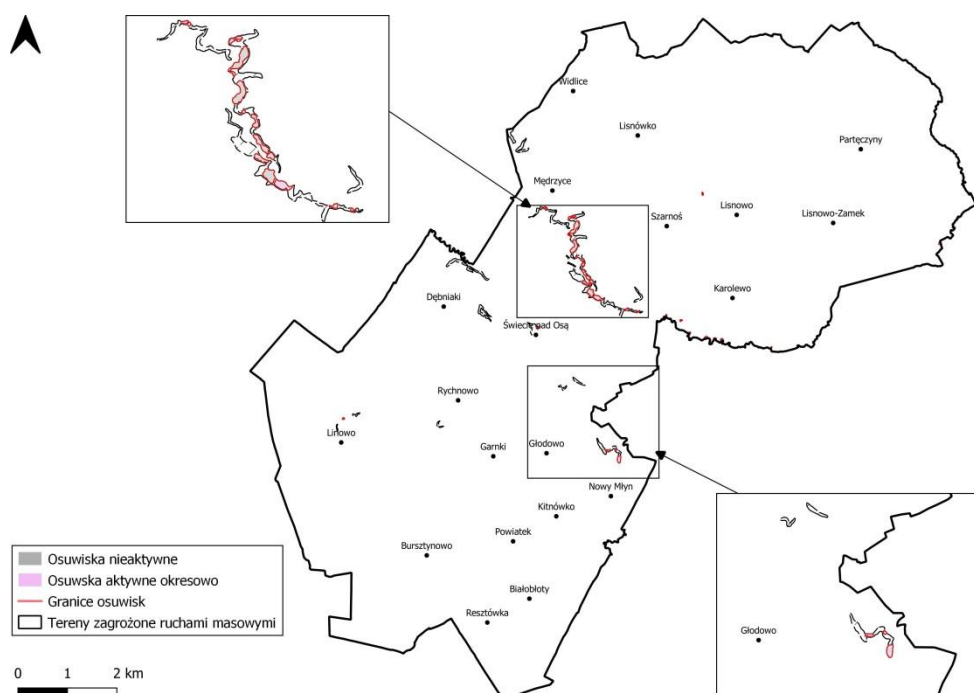 Widlice
Lisnówko
Partęczyny
Mędrzyce
Szarnoś
Lisnowo
Lisnowo-Zamek
Karolewo
Dębniaki
Świecie nad Osą
Rychnowo
Linowo
Garnki
Głodowo
Nowy Młyn
Kitnówko
Powiatek
Bursztynowo
Białobłoty
Resztówka
Głodowo
Osuwiska nieaktywne
Osuwska aktywne okresowo
Granice osuwisk
Tereny zagrożone ruchami masowymi
0 1 2 km